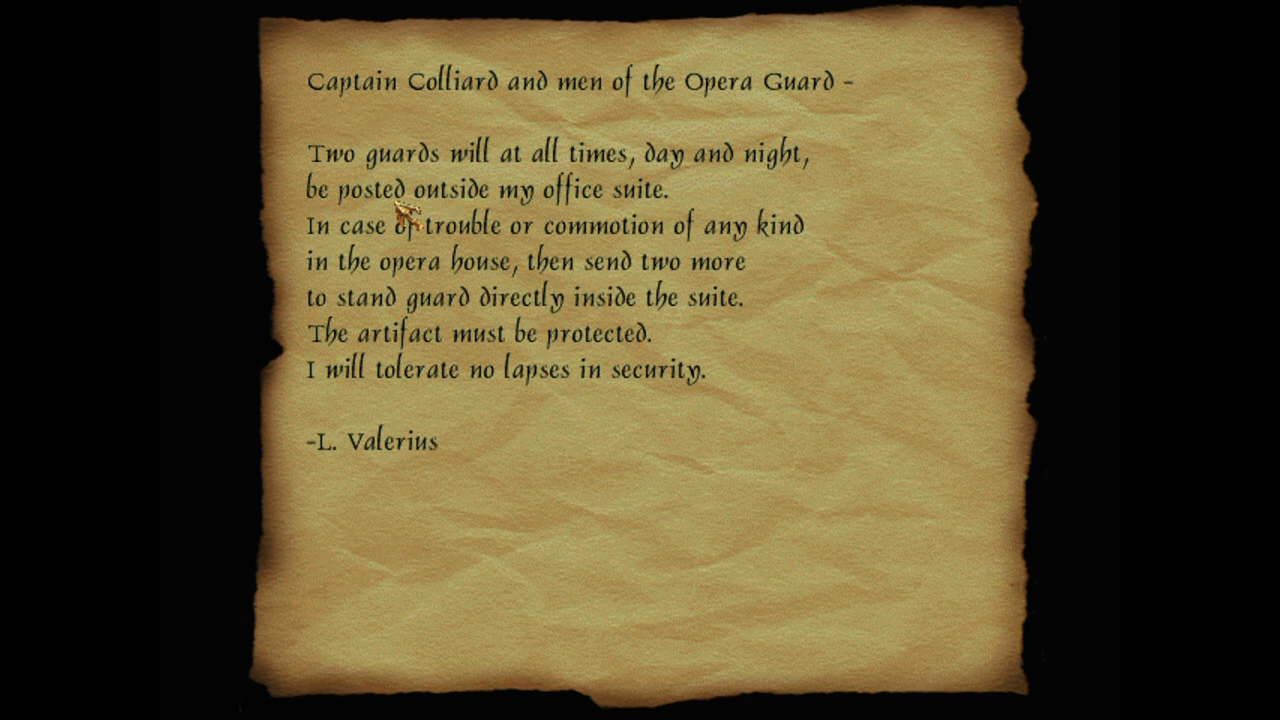 Captain Colliard and men of the Opera Guard -
Two guards will at all times, day and night,
be posted outside my office suite.
In case of trouble or commotion of any kind
in the opera house, then send two more
to stand guard directly inside the suite.
The artifact must be protected.
I will tolerate no lapses in security.
-L. Valerius